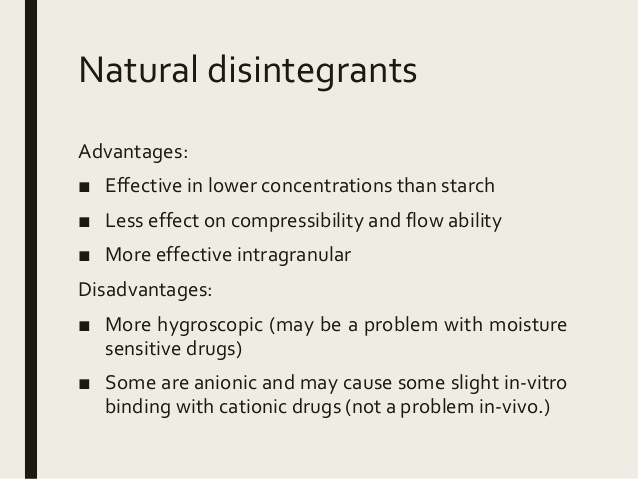 Natural disintegrants
Advantages:
■ Effective in lower concentrations than starch
■ Less effect on compressibility and flow ability
■ More effective intragranular
Disadvantages:
■ More hygroscopic (may be a problem with moisture
sensitive drugs)
■ Some are anionic and may cause some slight in-vitro
binding with cationic drugs (not a problem in-vivo.)